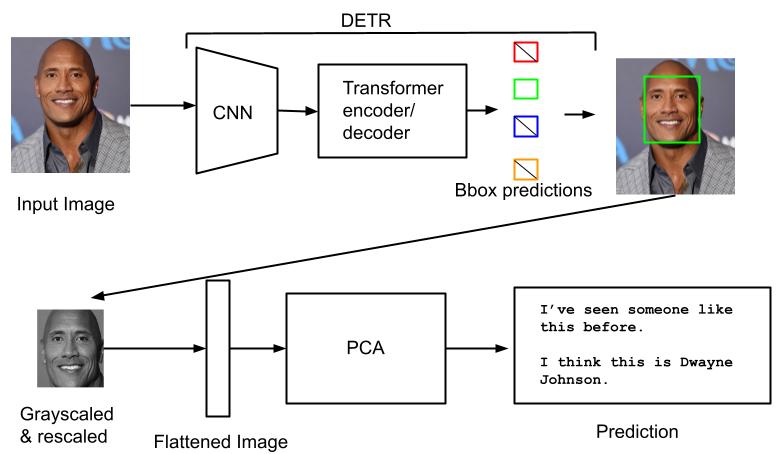 DETR
CNN
Transformer
encoder/
decoder
Bbox predictions
Input Image
I've seen someone like
this before.
I think this is Dwayne
Johnson.
PCA
Grayscaled
& rescaled
Flattened Image
Prediction